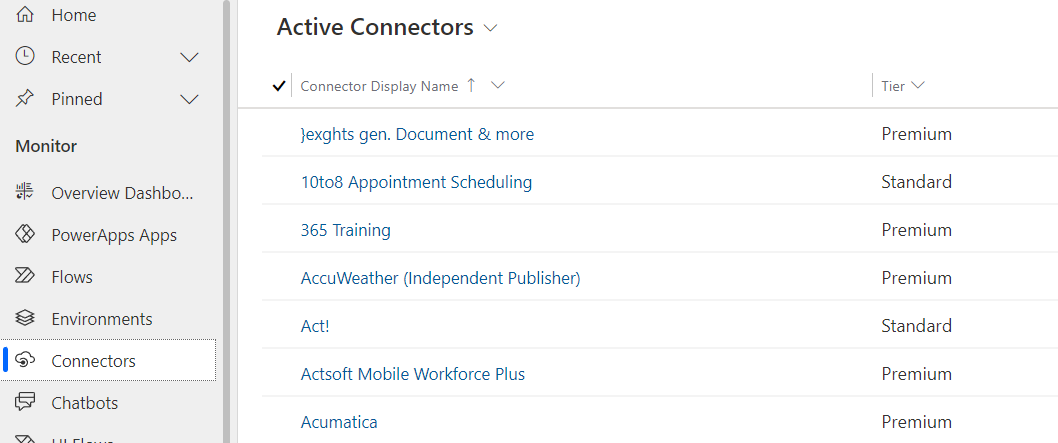 Home
Recent
Pinned
Monitor
Overview Dashbo...
PowerApps Apps
Flows
Environments
Connectors
Chatbots
UI Flows
Active Connectors
Connector Display Name Tier
}exghts gen. Document & more Premium
10to8 Appointment Scheduling Standard
365 Training Premium
AccuWeather (Independent Publisher) Premium
Act! Standard
Actsoft Mobile Workforce Plus Premium
Acumatica Premium